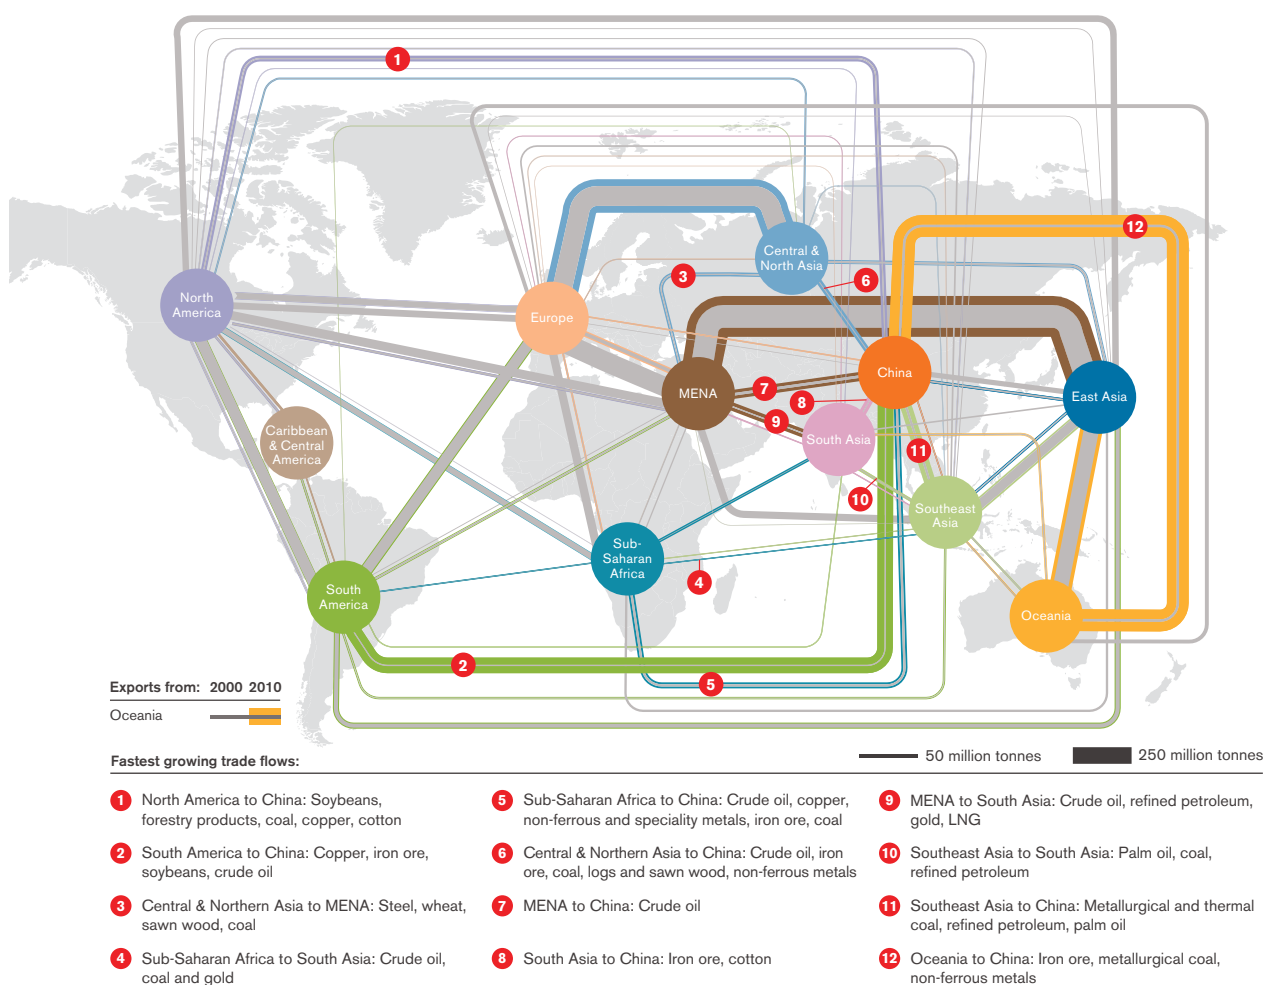 1
12
Central &
North Asia
3
6
North
America
Europe
China
MENA
7
8
9
East Asia
Caribbean
& Central
America
South Asia
11
10
Southeast
Asia
Sub-
Saharan
Africa
4
South
America
Oceania
2
5
Exports from: 2000 2010
Oceania
50 million tonnes
250 million tonnes
Fastest growing trade flows:
1 North America to China: Soybeans,
forestry products, coal, copper, cotton
2 South America to China: Copper, iron ore,
soybeans, crude oil
3 Central & Northern Asia to MENA: Steel, wheat,
sawn wood, coal
4 Sub-Saharan Africa to South Asia: Crude oil,
coal and gold
5 Sub-Saharan Africa to China: Crude oil, copper,
non-ferrous and speciality metals, iron ore, coal
6 Central & Northern Asia to China: Crude oil, iron
ore, coal, logs and sawn wood, non-ferrous metals
7 MENA to China: Crude oil
8 South Asia to China: Iron ore, cotton
9 MENA to South Asia: Crude oil, refined petroleum,
gold, LNG
10 Southeast Asia to South Asia: Palm oil, coal,
refined petroleum
11 Southeast Asia to China: Metallurgical and thermal
coal, refined petroleum, palm oil
12 Oceania to China: Iron ore, metallurgical coal,
non-ferrous metals